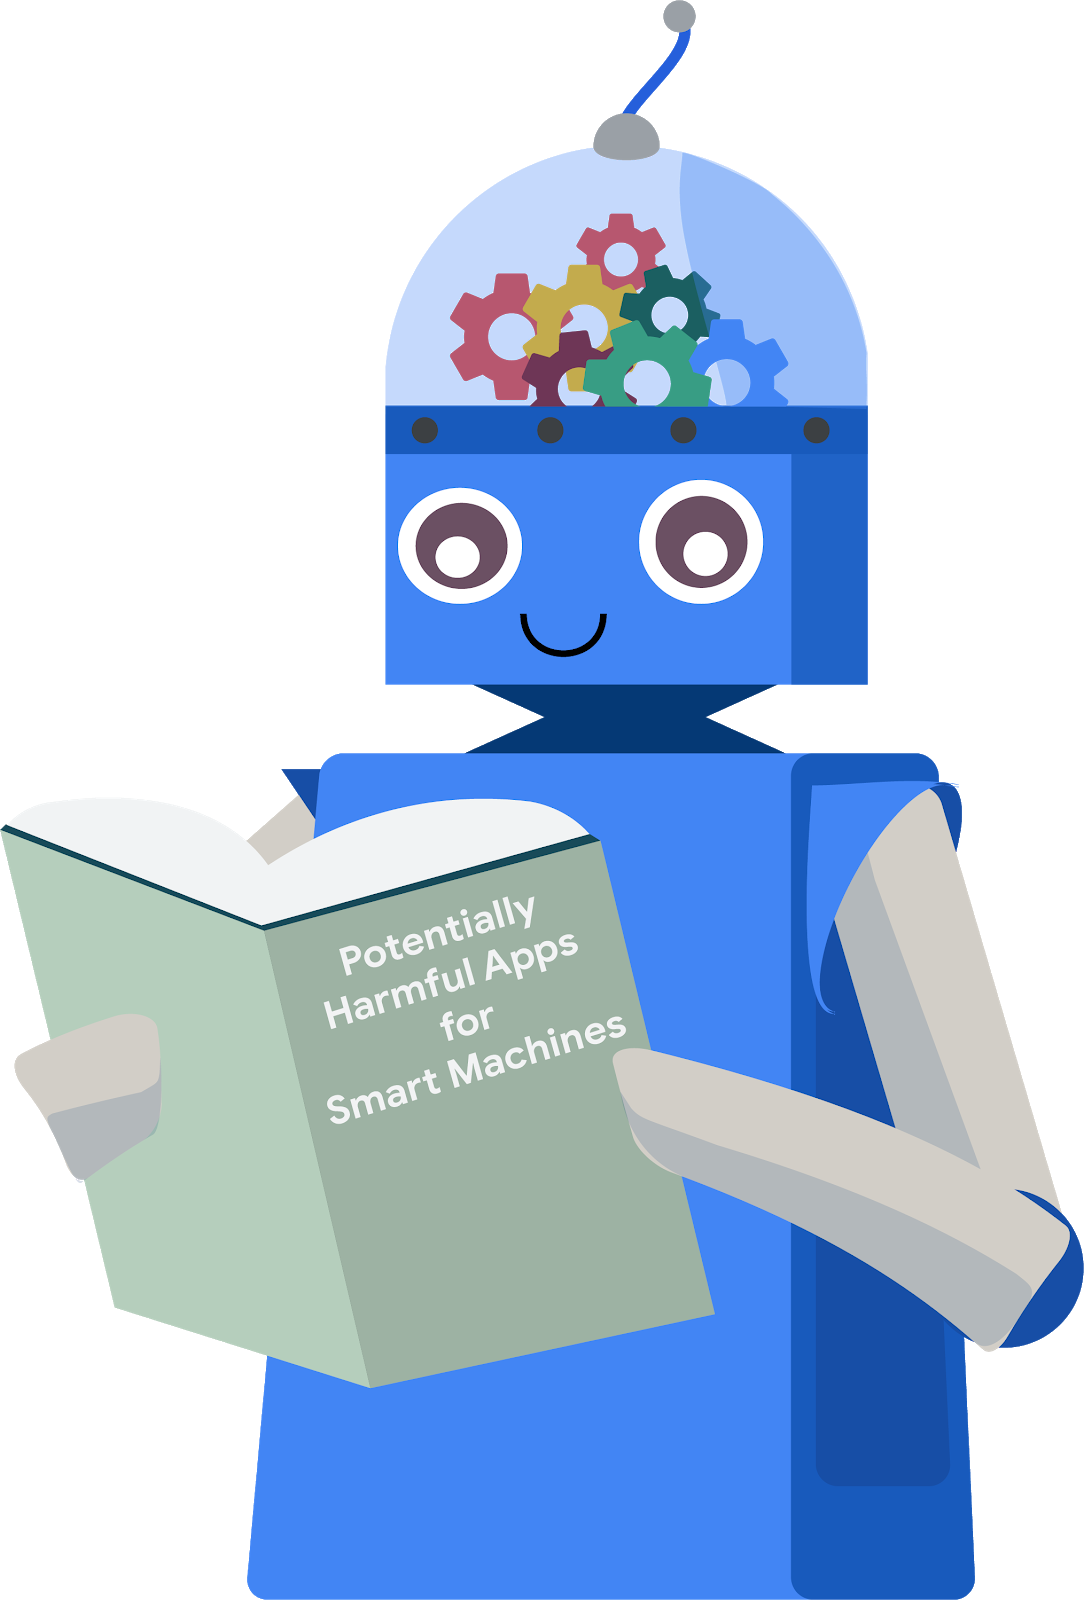 Potentially
Harmful Apps
for
Smart Machines